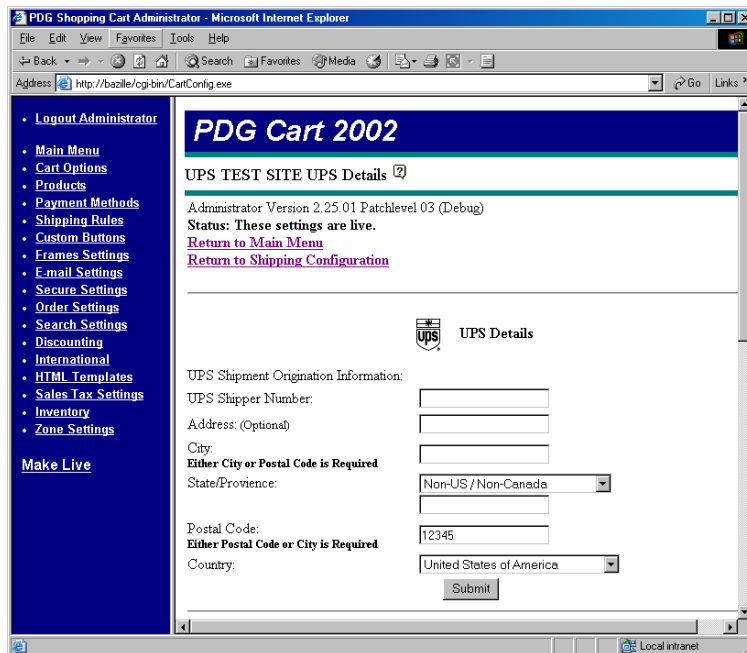 PDG Shopping Cart Administrator - Microsoft Internet Explorer
File Edit View Favorites Tools Help
Back Search Favorites Media
Address http://bazille/cgi-bin/CartConfig.exe Go Links
Logout Administrator
Main Menu
Cart Options
Products
Payment Methods
Shipping Rules
Custom Buttons
Frames Settings
E-mail Settings
Secure Settings
Order Settings
Search Settings
Discounting
International
HTML Templates
Sales Tax Settings
Inventory
Zone Settings
Make Live
PDG Cart 2002
UPS TEST SITE UPS Details
Administrator Version 2.25.01 Patchlevel 03 (Debug)
Status: These settings are live.
Return to Main Menu
Return to Shipping Configuration
ups UPS Details
UPS Shipment Origination Information:
UPS Shipper Number:
Address: (Optional)
City:
Either City or Postal Code is Required
State/Provience: Non-US / Non-Canada
Postal Code: 12345
Either Postal Code or City is Required
Country: United States of America
Submit
Local intranet